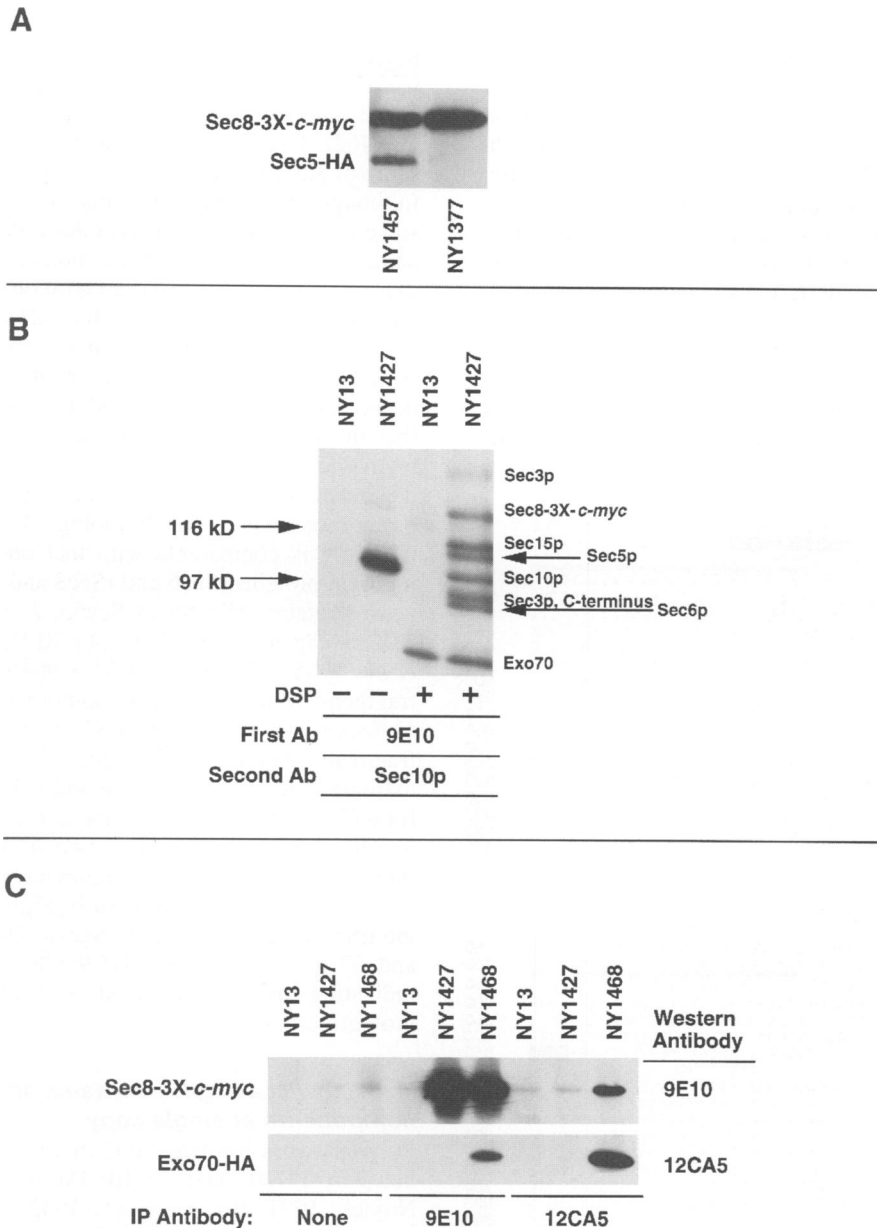 A
Sec8-3X-c-myc
Sec5-HA
NY1457
NY1377
B
NY13
NY1427
NY13
NY1427
Sec3p
Sec8-3X-c-myc
116 kD
Sec15p
Sec5p
97 kD
Sec10p
Sec3p, C-terminus
Sec6p
Exo70
DSP − − + +
First Ab 9E10
Second Ab Sec10p
C
NY13
NY1427
NY1468
NY13
NY1427
NY1468
NY13
NY1427
NY1468
Western
Antibody
Sec8-3X-c-myc 9E10
Exo70-HA 12CA5
IP Antibody: None 9E10 12CA5